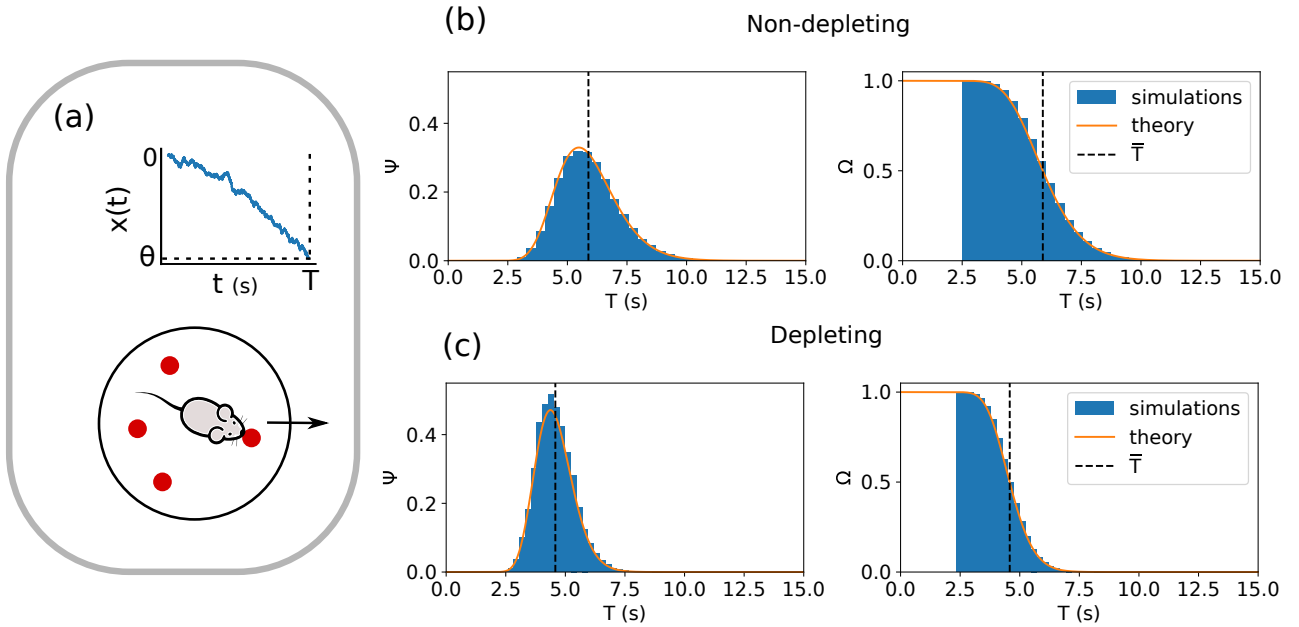 (a)
0
x(t)
θ
t (s)
T
(b)
Non-depleting
Ψ
0.4
0.2
0.0
0.0 2.5 5.0 7.5 10.0 12.5 15.0
T (s)
Ω
1.0
0.5
0.0
0.0 2.5 5.0 7.5 10.0 12.5 15.0
T (s)
simulations
theory
T̿
(c)
Depleting
Ψ
0.4
0.2
0.0
0.0 2.5 5.0 7.5 10.0 12.5 15.0
T (s)
Ω
1.0
0.5
0.0
0.0 2.5 5.0 7.5 10.0 12.5 15.0
T (s)
simulations
theory
T̿